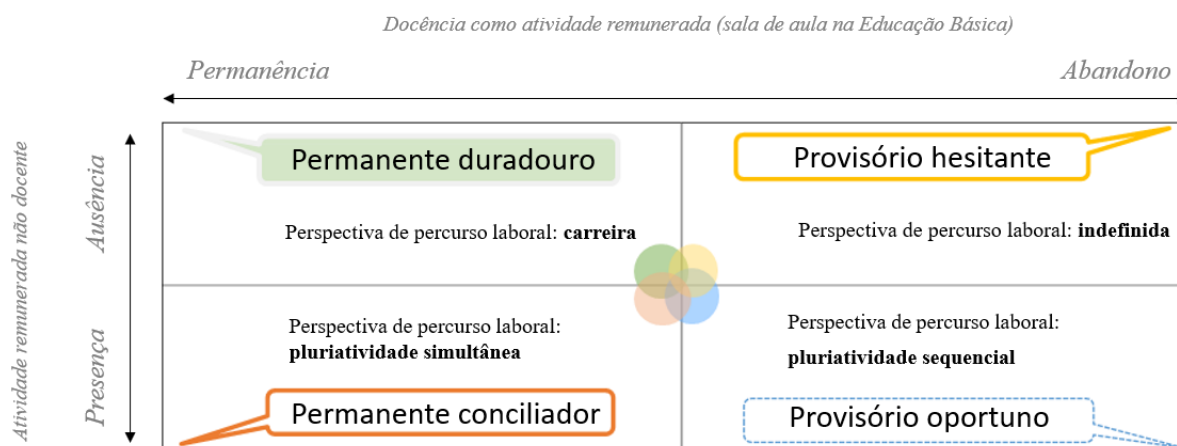 Docência como atividade remunerada (sala de aula na Educação Básica)
Permanência
Abandono
Atividade remunerada não docente
Ausência
Presença
Permanente duradouro
Perspectiva de percurso laboral: carreira
Provisório hesitante
Perspectiva de percurso laboral: indefinida
Perspectiva de percurso laboral:
pluriatividade simultânea
Permanente conciliador
Perspectiva de percurso laboral:
pluriatividade sequencial
Provisório oportuno